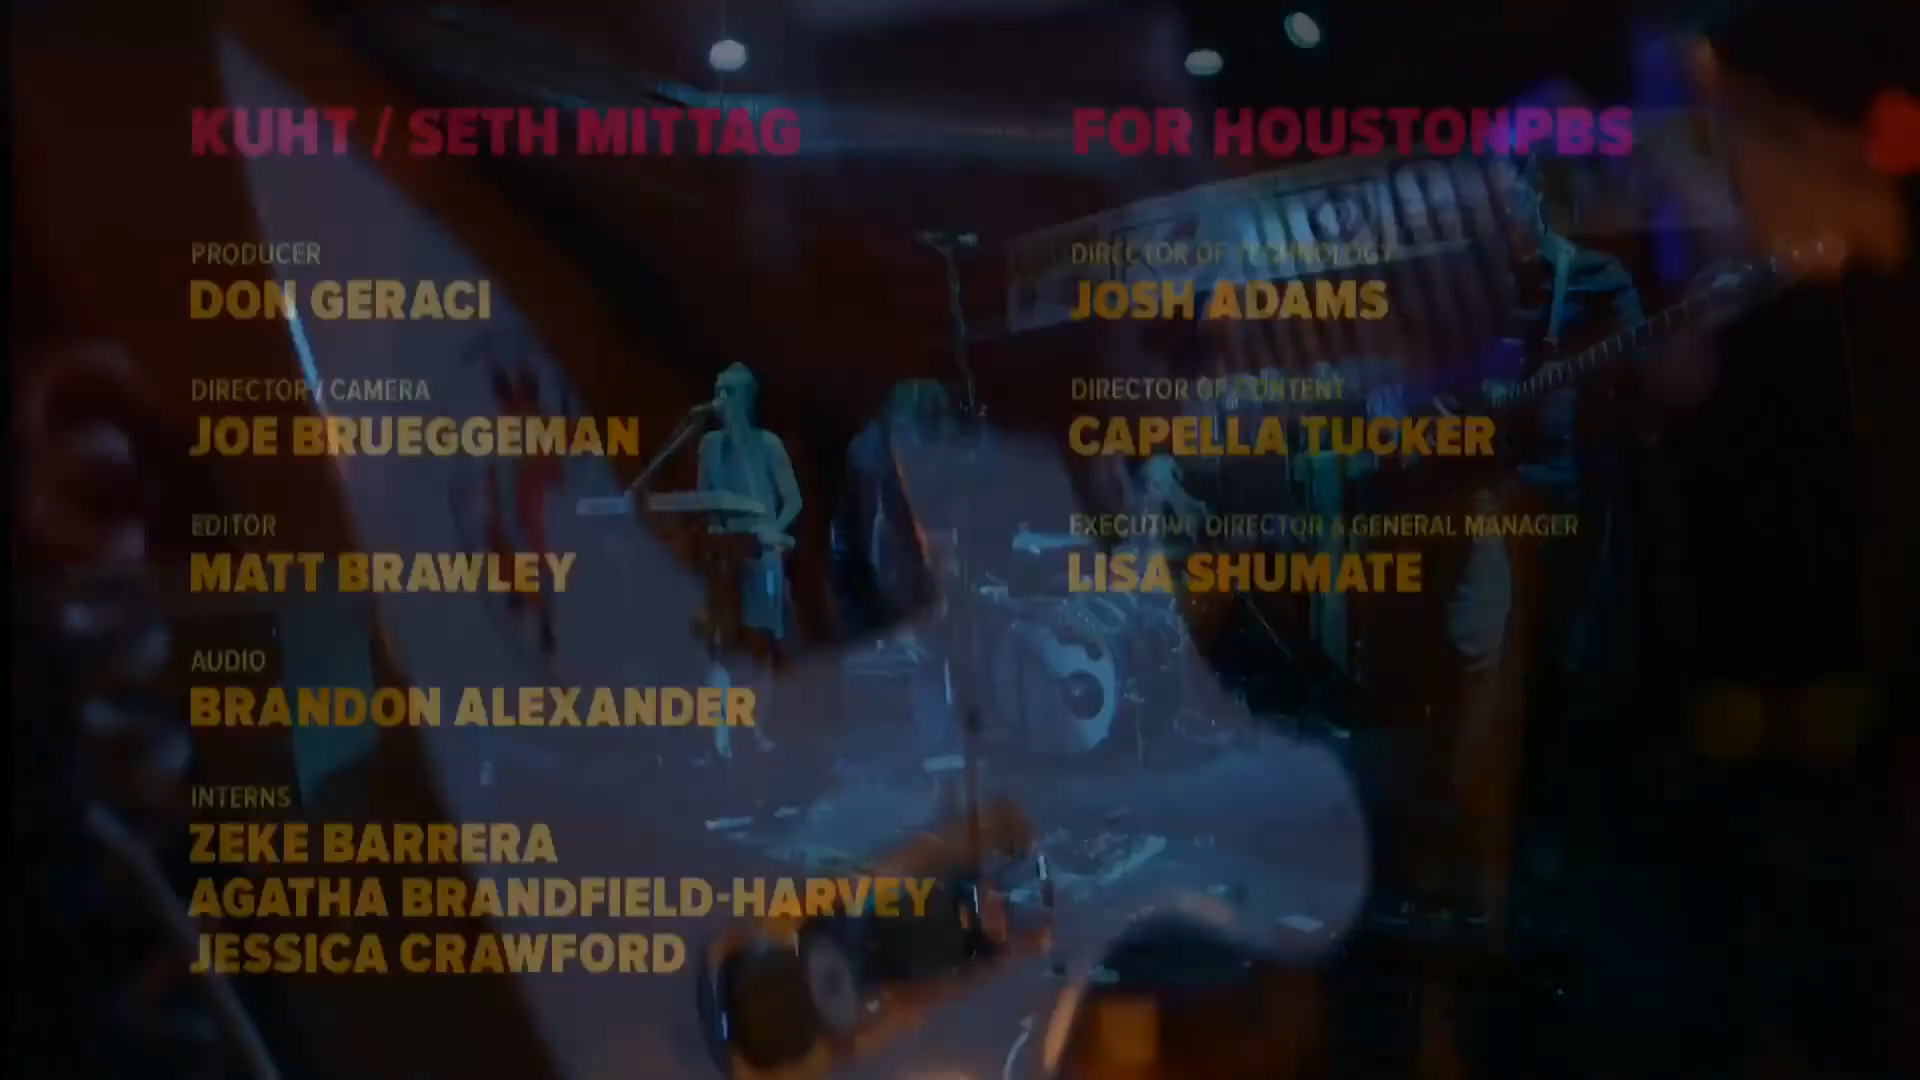 KUHT / SETH MITTAG
PRODUCER
DON GERACI
DIRECTOR / CAMERA
JOE BRUEGGEMAN
EDITOR
MATT BRAWLEY
AUDIO
BRANDON ALEXANDER
INTERNS
ZEKE BARRERA
AGATHA BRANDFIELD-HARVEY
JESSICA CRAWFORD
FOR HOUSTONPBS
DIRECTOR OF TECHNOLOGY
JOSH ADAMS
DIRECTOR OF CONTENT
CAPELLA TUCKER
EXECUTIVE DIRECTOR & GENERAL MANAGER
LISA SHUMATE